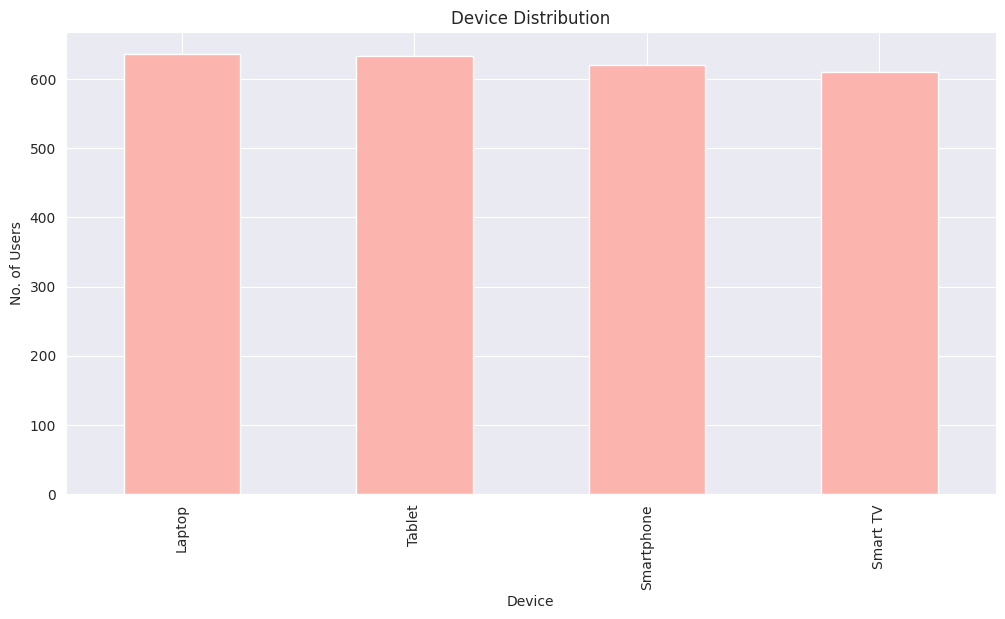 Device Distribution
No. of Users
600
500
400
300
200
100
0
Laptop
Tablet
Smartphone
Smart TV
Device